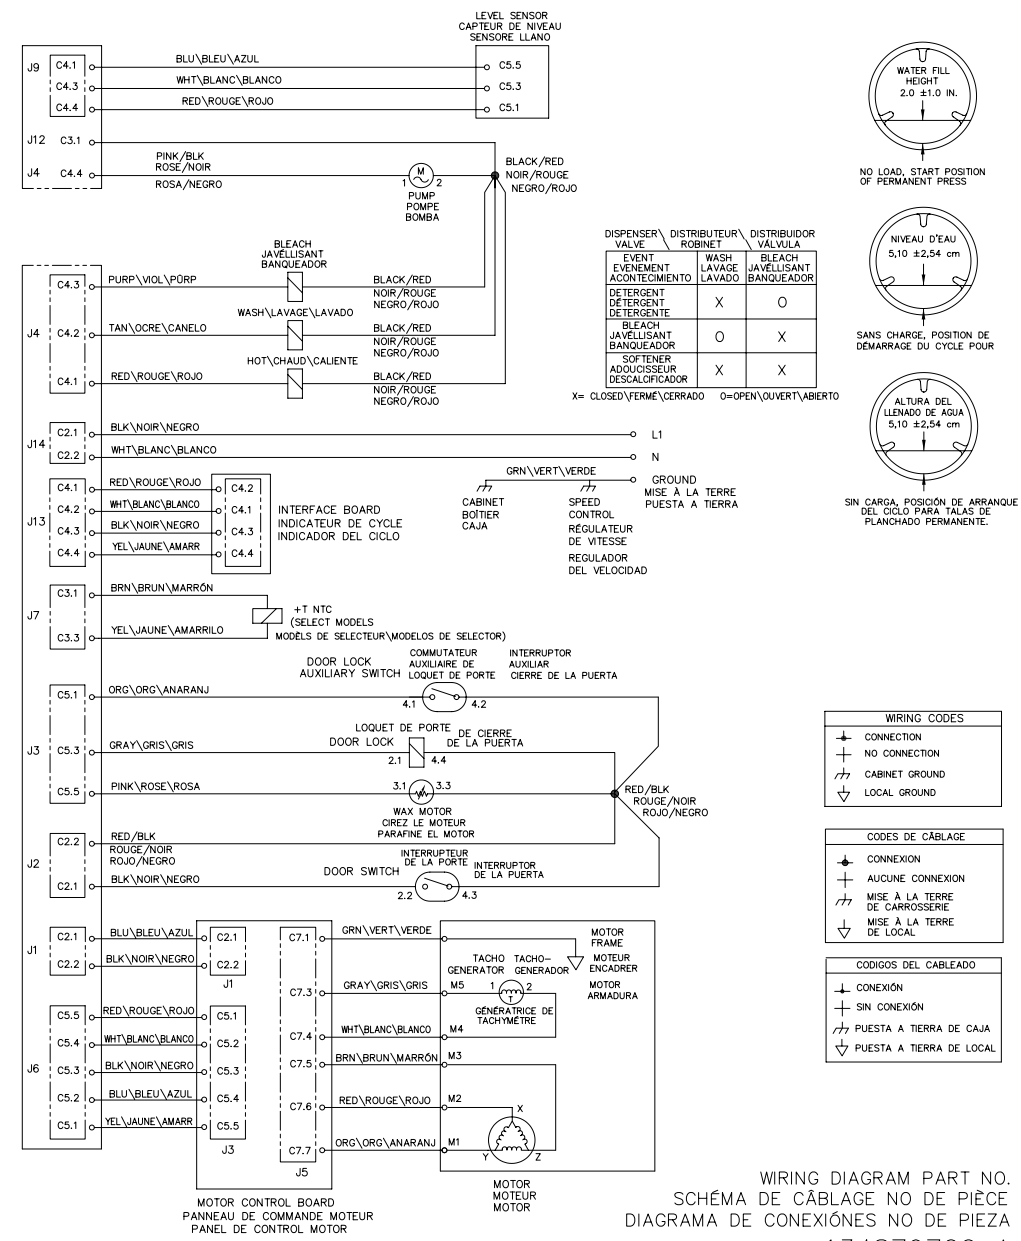 LEVEL SENSOR
CAPTEUR DE NIVEAU
SENSORE LLANO
J9
C4.1
BLU\BLEU\AZUL
C5.5
C4.3
WHT\BLANC\BLANCO
C5.3
C4.4
RED\ROUGE\ROJO
C5.1
J12
C3.1
J4
C4.4
PINK/BLK
ROSE/NOIR
ROSA/NEGRO
M
1
2
PUMP
POMPE
BOMBA
BLACK/RED
NOIR/ROUGE
NEGRO/ROJO
WATER FILL
HEIGHT
2.0 ±1.0 IN.
NO LOAD, START POSITION
OF PERMANENT PRESS
BLEACH
JAVÉLLISANT
BANQUEADOR
J4
C4.3
PURP\VIOL\PÛRP
BLACK/RED
NOIR/ROUGE
NEGRO/ROJO
WASH\LAVAGE\LAVADO
C4.2
TAN\OCRE\CANELO
BLACK/RED
NOIR/ROUGE
NEGRO/ROJO
HOT\CHAUD\CALIENTE
C4.1
RED\ROUGE\ROJO
BLACK/RED
NOIR/ROUGE
NEGRO/ROJO
DISPENSER\ DISTRIBUTEUR\ DISTRIBUIDOR
VALVE ROBINET VÁLVULA
EVENT
EVENEMENT
ACONTECIMIENTO
WASH
LAVAGE
LAVADO
BLEACH
JAVÉLLISANT
BANQUEADOR
DETERGENT
DÉTERGENT
DETERGENTE
X
O
BLEACH
JAVÉLLISANT
BANQUEADOR
O
X
SOFTENER
ADOUCISSEUR
DESCALCIFICADOR
X
X
X= CLOSED\FERMÉ\CERRADO O=OPEN\OUVERT\ABIERTO
NIVEAU D'EAU
5,10 ±2,54 cm
SANS CHARGE, POSITION DE
DÉMARRAGE DU CYCLE POUR
ALTURA DEL
LLENADO DE AGUA
5,10 ±2,54 cm
SIN CARGA, POSICIÓN DE ARRANQUE
DEL CICLO PARA TALAS DE
PLANCHADO PERMANENTE.
J14
C2.1
BLK\NOIR\NEGRO
L1
C2.2
WHT\BLANC\BLANCO
N
GRN\VERT\VERDE
GROUND
MISE À LA TERRE
PUESTA A TIERRA
CABINET
BOÎTIER
CAJA
SPEED
CONTROL
RÉGULATEUR
DE VITESSE
REGULADOR
DEL VELOCIDAD
J13
C4.1
RED\ROUGE\ROJO
C4.2
C4.2
WHT\BLANC\BLANCO
C4.1
C4.3
BLK\NOIR\NEGRO
C4.3
C4.4
YEL\JAUNE\AMARR
C4.4
INTERFACE BOARD
INDICATEUR DE CYCLE
INDICADOR DEL CICLO
J7
C3.1
BRN\BRUN\MARRÓN
C3.3
YEL\JAUNE\AMARRILO
+T NTC
(SELECT MODELS
MODÈLS DE SELECTEUR\MODELOS DE SELECTOR)
DOOR LOCK
AUXILIARY SWITCH
COMMUTATEUR
AUXILIAIRE DE
LOQUET DE PORTE
INTERRUPTOR
AUXILIAR
CIERRE DE LA PUERTA
J3
C5.1
ORG\ORG\ANARANJ
4.1
4.2
C5.3
GRAY\GRIS\GRIS
LOQUET DE PORTE
DOOR LOCK
DE CIERRE
DE LA PUERTA
2.1
4.4
C5.5
PINK\ROSE\ROSA
3.1
3.3
WAX MOTOR
CIREZ LE MOTEUR
PARAFINE EL MOTOR
RED/BLK
ROUGE/NOIR
ROJO/NEGRO
J2
C2.2
RED/BLK
ROUGE/NOIR
ROJO/NEGRO
C2.1
BLK\NOIR\NEGRO
DOOR SWITCH
INTERRUPTEUR
DE LA PORTE
INTERRUPTOR
DE LA PUERTA
2.2
4.3
WIRING CODES
CONNECTION
NO CONNECTION
CABINET GROUND
LOCAL GROUND
CODES DE CÂBLAGE
CONNEXION
AUCUNE CONNEXION
MISE À LA TERRE
DE CARROSSERIE
MISE À LA TERRE
DE LOCAL
CODIGOS DEL CABLEADO
CONEXIÓN
SIN CONEXIÓN
PUESTA A TIERRA DE CAJA
PUESTA A TIERRA DE LOCAL
J1
C2.1
BLU\BLEU\AZUL
C2.1
C2.2
BLK\NOIR\NEGRO
C2.2
J1
J6
C5.5
RED\ROUGE\ROJO
C5.1
C5.4
WHT\BLANC\BLANCO
C5.2
C5.3
BLK\NOIR\NEGRO
C5.3
C5.2
BLU\BLEU\AZUL
C5.4
C5.1
YEL\JAUNE\AMARR
C5.5
J3
C7.1
GRN\VERT\VERDE
C7.3
GRAY\GRIS\GRIS
M5
C7.4
WHT\BLANC\BLANCO
M4
C7.5
BRN\BRUN\MARRÓN
M3
C7.6
RED\ROUGE\ROJO
M2
C7.7
ORG\ORG\ANARANJ
M1
J5
MOTOR
FRAME
MOTEUR
ENCADRER
MOTOR
ARMADURA
TACHO
GENERATOR
TACHO-
GENERADOR
1
2
T
GÉNÉRATRICE DE
TACHYMÉTRE
X
Y
Z
MOTOR
MOTEUR
MOTOR
MOTOR CONTROL BOARD
PANNEAU DE COMMANDE MOTEUR
PANEL DE CONTROL MOTOR
WIRING DIAGRAM PART NO.
SCHÉMA DE CÂBLAGE NO DE PIÈCE
DIAGRAMA DE CONEXIÓNES NO DE PIEZA